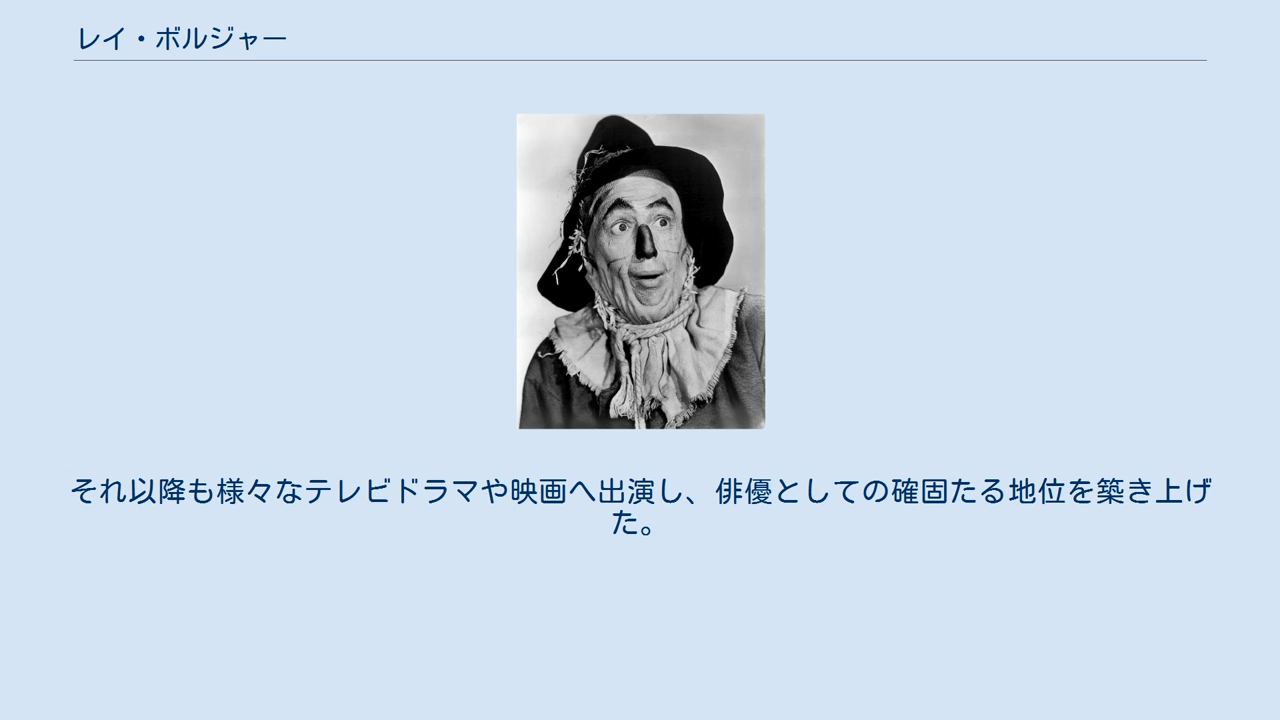 レイ・ボルジャー
それ以降も様々なテレビドラマや映画へ出演し、俳優としての確固たる地位を築き上げ
た。